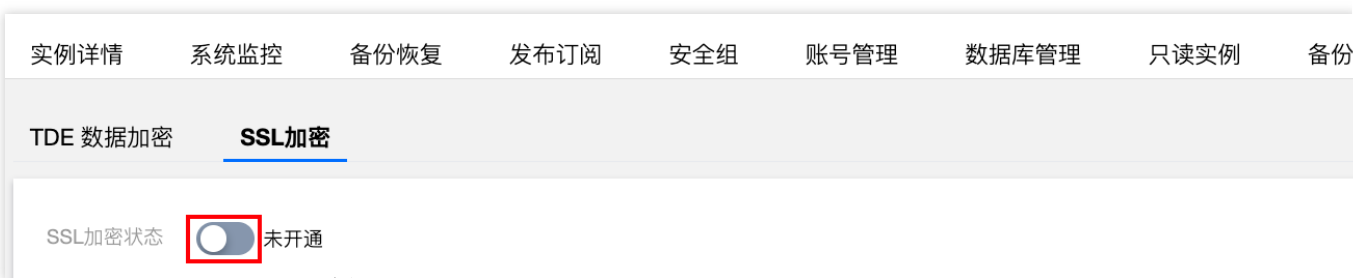 实例详情 系统监控 备份恢复 发布订阅 安全组 账号管理 数据库管理 只读实例 备份
TDE 数据加密 SSL加密
SSL加密状态 未开通